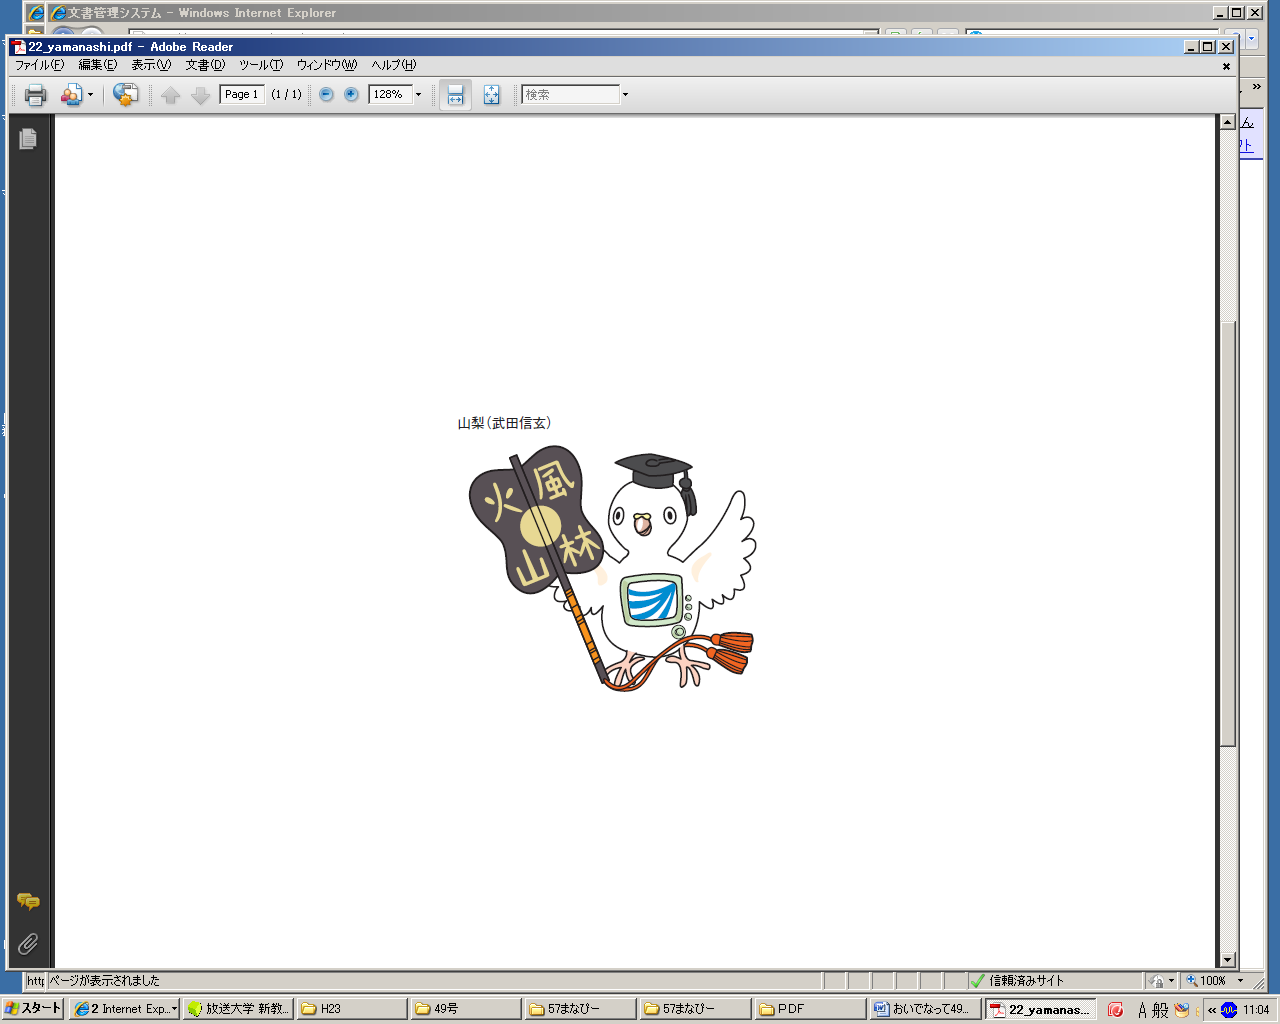 文書管理システム - Windows Internet Explorer
22_yamanashi.pdf - Adobe Reader
ファイル(F) 編集(E) 表示(V) 文書(D) ツール(T) ウィンドウ(W) ヘルプ(H)
Page 1 (1 / 1) 128% 検索
山梨(武田信玄)
火 風
山 林
ページが表示されました 信頼済みサイト 100%
スタート 2 Internet Exp... 放送大学 新教... H23 49号 57まなぴー 57まなぴー PDF おいでなって49... 22_yamanas... A 般 11:04